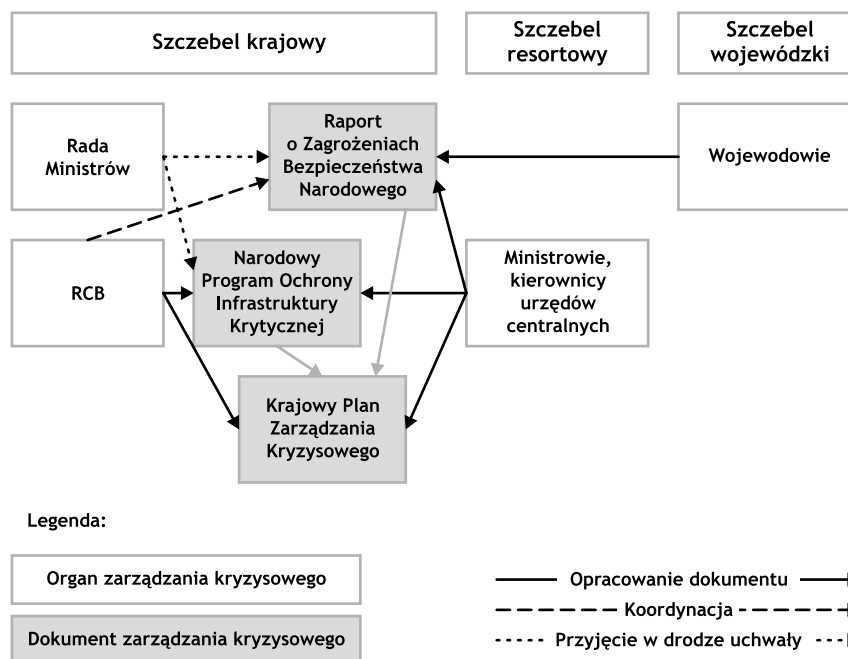 Szczebel krajowy
Szczebel
resortowy
Szczebel
wojewódzki
Rada
Ministrów
Raport
o Zagrożeniach
Bezpieczeństwa
Narodowego
Wojewodowie
RCB
Narodowy
Program Ochrony
Infrastruktury
Krytycznej
Ministrowie,
kierownicy
urzędów
centralnych
Krajowy Plan
Zarządzania
Kryzysowego
Legenda:
Organ zarządzania kryzysowego
Dokument zarządzania kryzysowego
Opracowanie dokumentu
Koordynacja
Przyjęcie w drodze uchwały